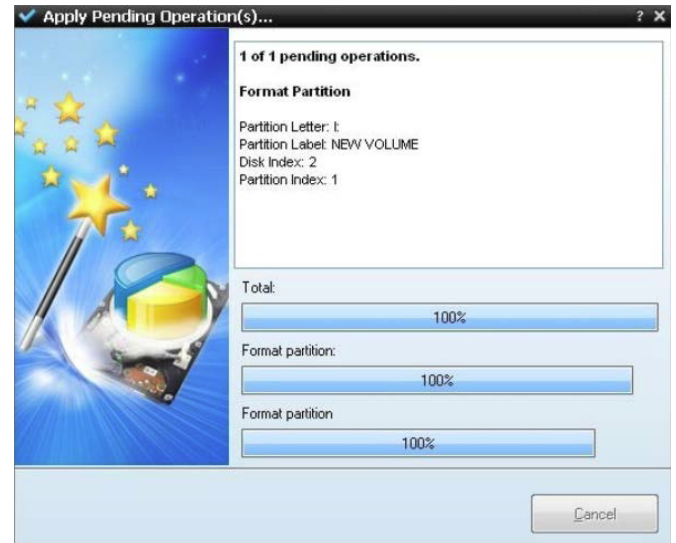 Apply Pending Operation(s)...
? X
1 of 1 pending operations.
Format Partition
Partition Letter: I:
Partition Label: NEW VOLUME
Disk Index: 2
Partition Index: 1
Total:
100%
Format partition:
100%
Format partition
100%
Cancel